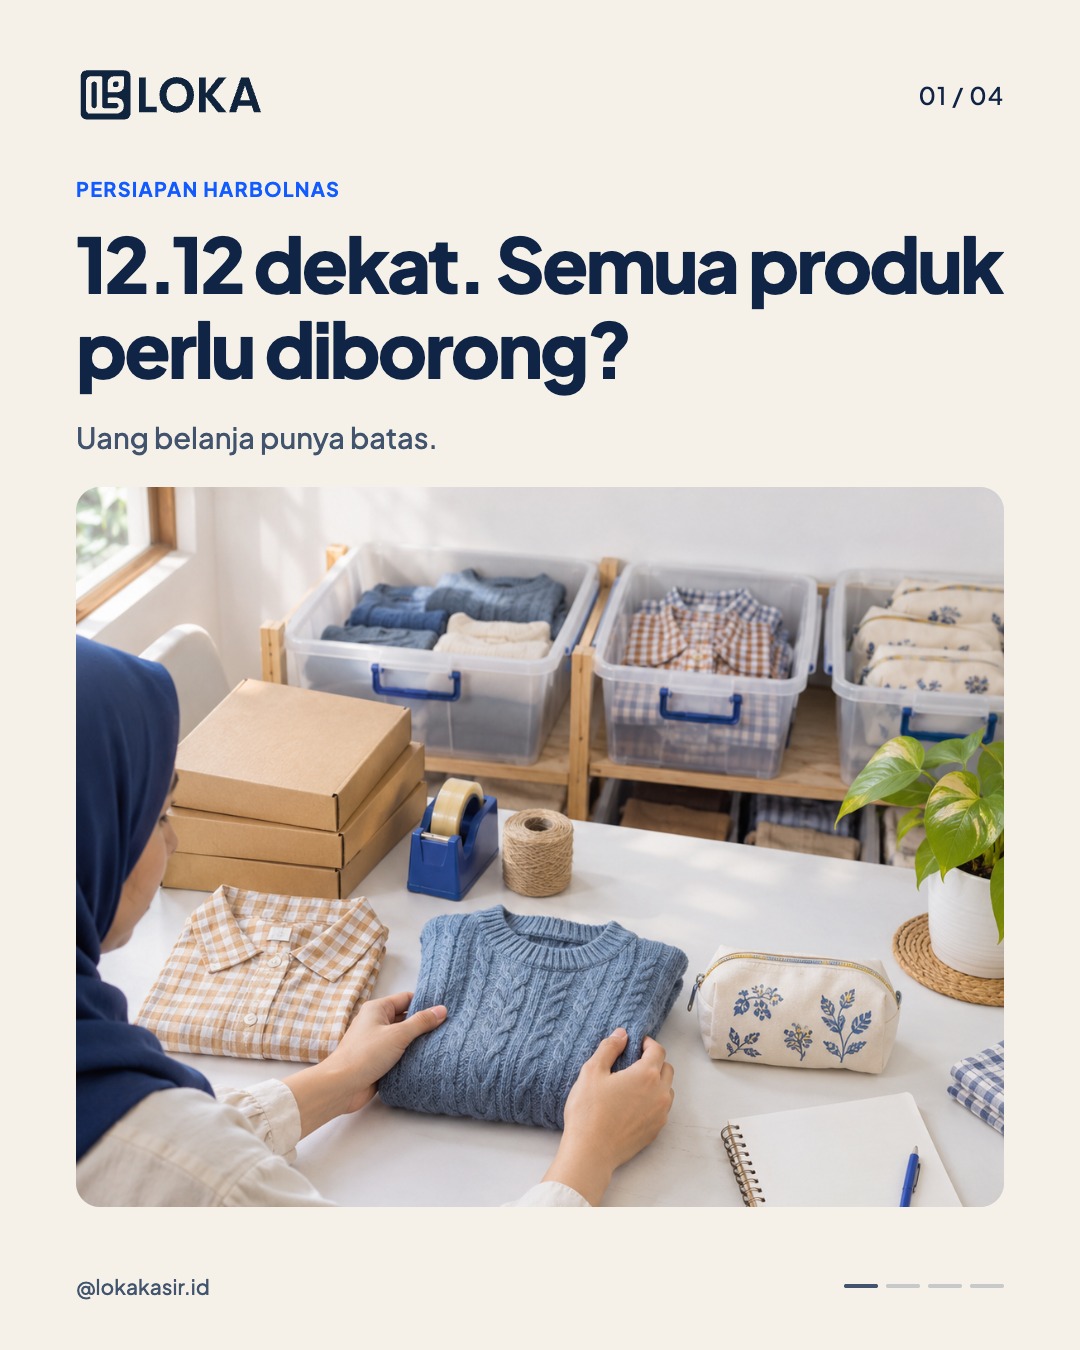 LOKA
01 / 04
PERSIAPAN HARBOLNAS
12.12 dekat. Semua produk
perlu diborong?
Uang belanja punya batas.
@lokakasir.id